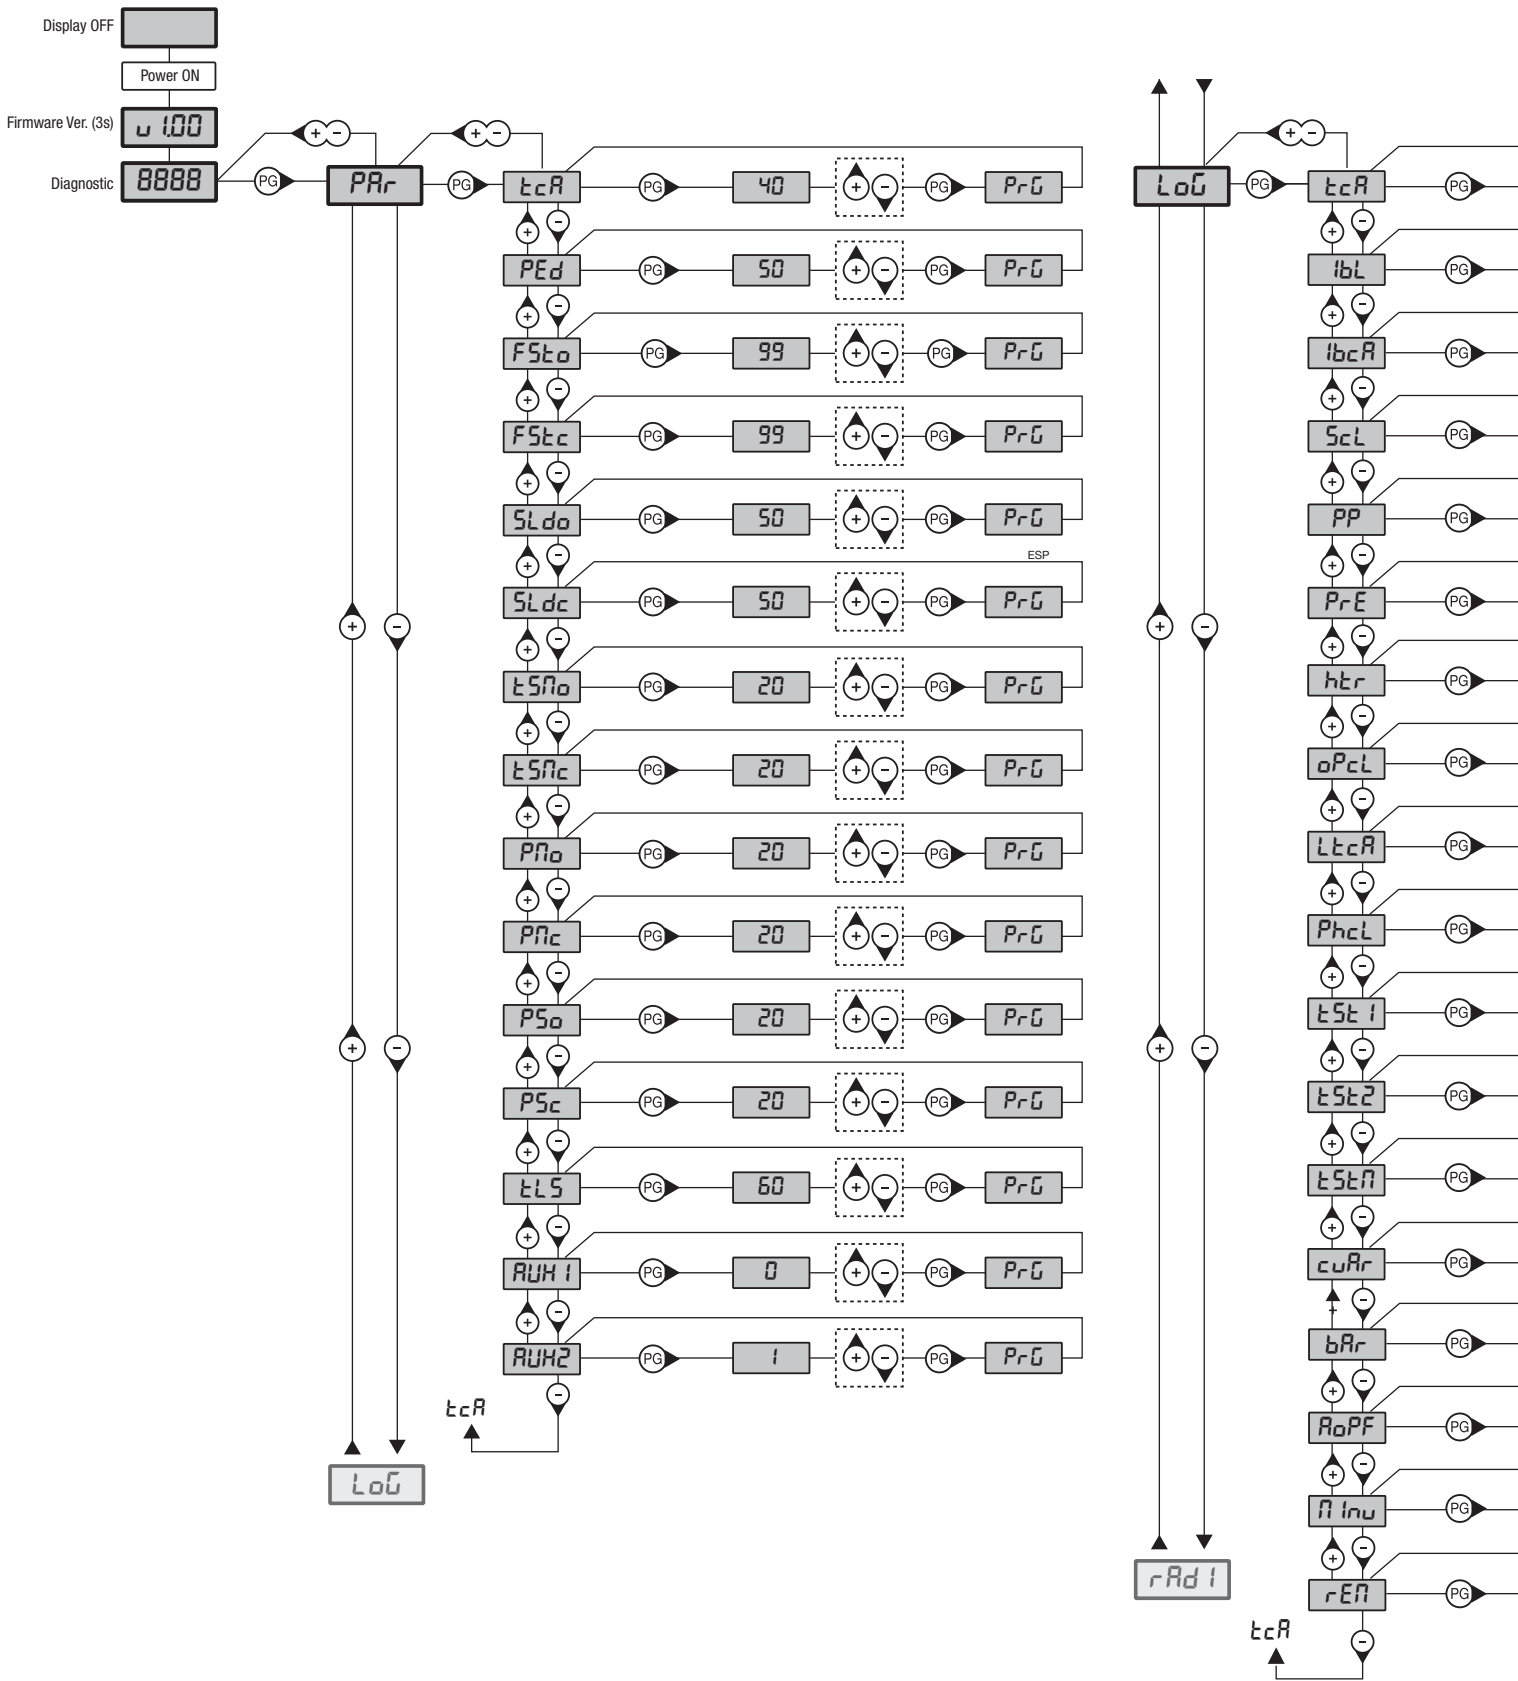 Display OFF
Power ON
Firmware Ver. (3s)
u 1.00
Diagnostic
8888
+ -
PG
PAr
+ -
PG
tcA PG 40 + - PG PrG
+ -
PEd PG 50 + - PG PrG
+ -
FSto PG 99 + - PG PrG
+ -
FStc PG 99 + - PG PrG
+ -
SLdo PG 50 + - PG PrG
+ -
ESP
SLdc PG 50 + - PG PrG
+ -
+ -
tSMo PG 20 + - PG PrG
+ -
tSMc PG 20 + - PG PrG
+ -
PMo PG 20 + - PG PrG
+ -
PMc PG 20 + - PG PrG
+ -
PSo PG 20 + - PG PrG
+ -
+ -
PSc PG 20 + - PG PrG
+ -
tLS PG 60 + - PG PrG
+ -
AUH1 PG 0 + - PG PrG
+ -
AUH2 PG 1 + - PG PrG
-
tcA
LoG
LoG
PG
+ -
tcA PG
+ -
IbL PG
+ -
IbcA PG
+ -
ScL PG
+ -
PP PG
+ -
PrE PG
+ -
+ -
htr PG
+ -
oPcL PG
+ -
LtcA PG
+ -
PhcL PG
+ -
tSt1 PG
+ -
+ -
tSt2 PG
+ -
tStM PG
+ -
cuAr PG
+ -
bAr PG
+ -
AoPF PG
+ -
MInu PG
+ -
rEM PG
-
tcA
rAd1